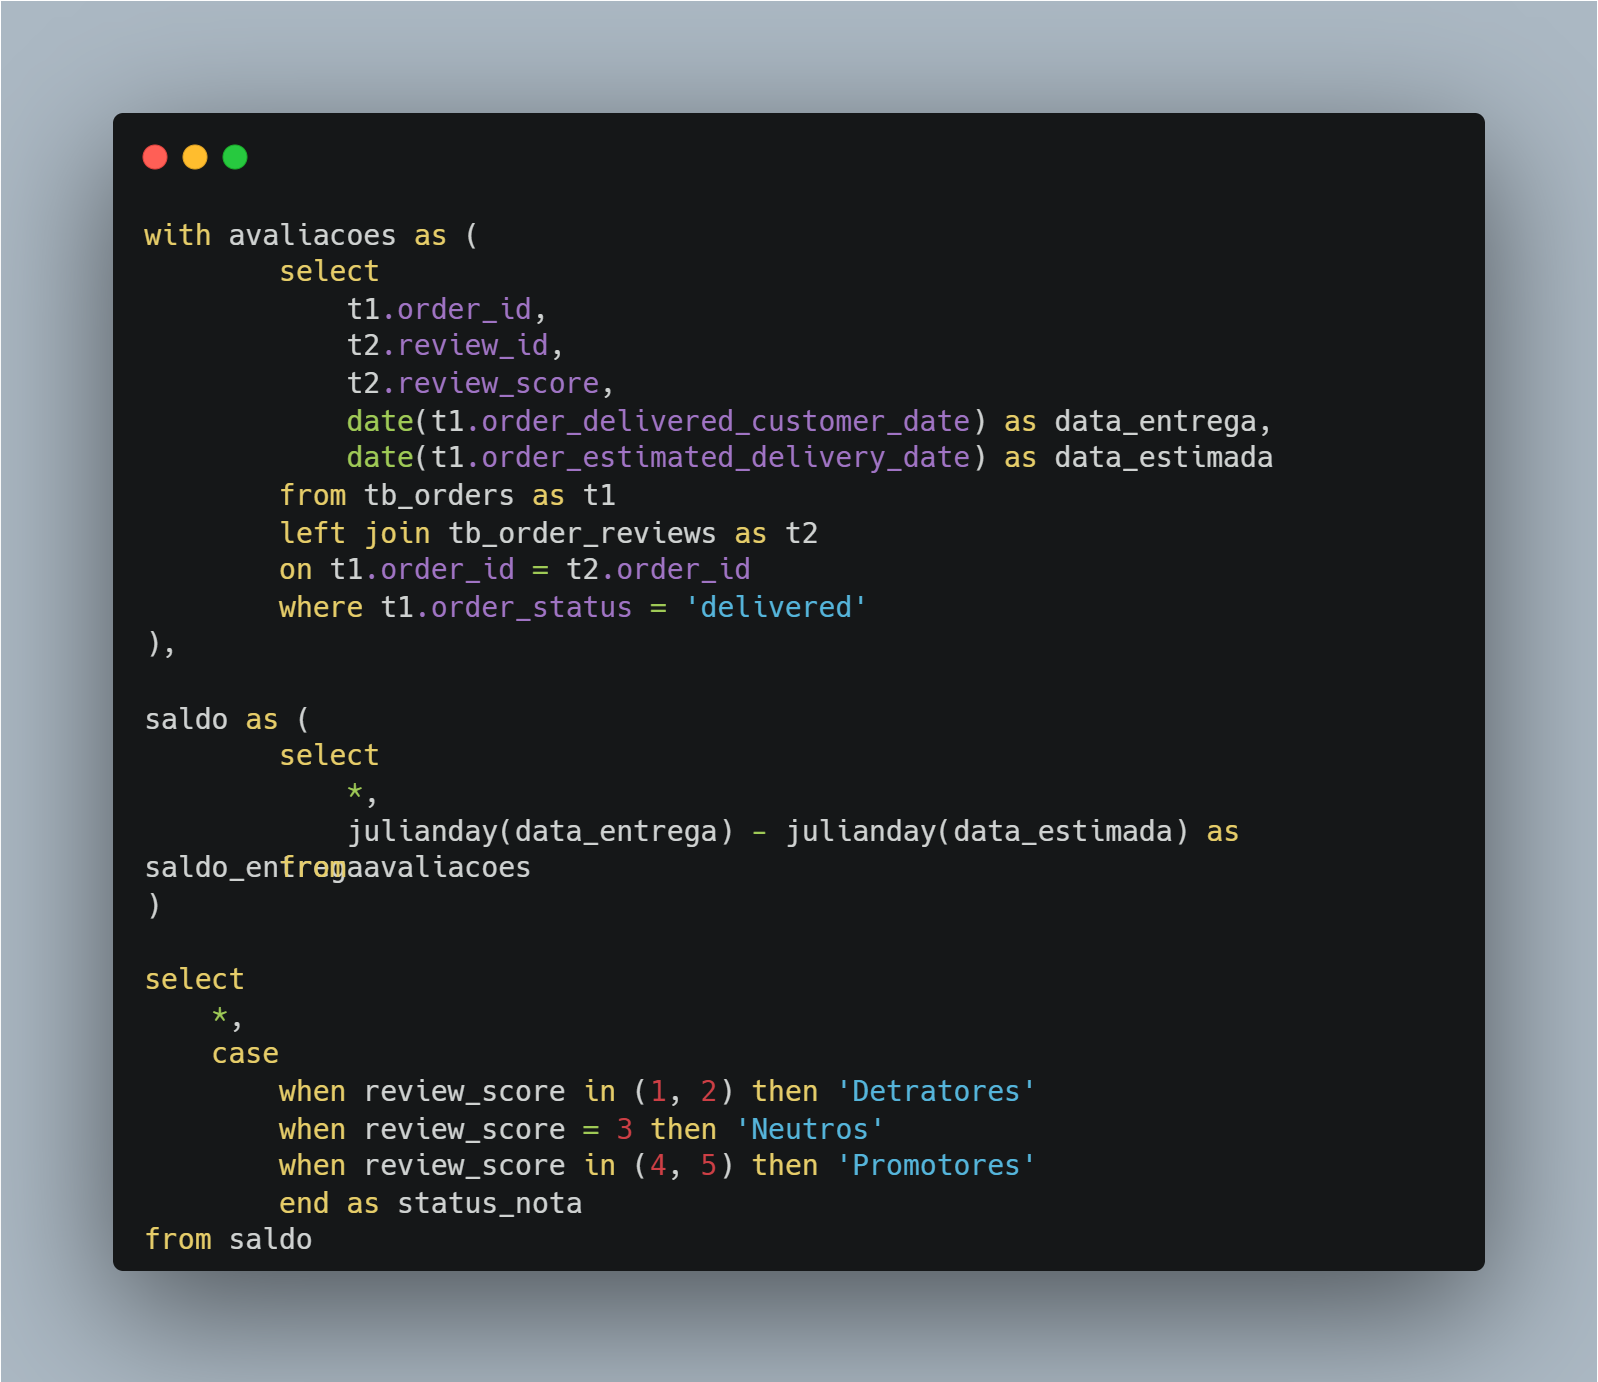 with avaliacoes as (
        select
            t1.order_id,
            t2.review_id,
            t2.review_score,
            date(t1.order_delivered_customer_date) as data_entrega,
            date(t1.order_estimated_delivery_date) as data_estimada
        from tb_orders as t1
        left join tb_order_reviews as t2
        on t1.order_id = t2.order_id
        where t1.order_status = 'delivered'
),

saldo as (
        select
            *,
            julianday(data_entrega) - julianday(data_estimada) as
saldo_entrega
        from avaliacoes
)

select
    *,
    case
        when review_score in (1, 2) then 'Detratores'
        when review_score = 3 then 'Neutros'
        when review_score in (4, 5) then 'Promotores'
        end as status_nota
from saldo